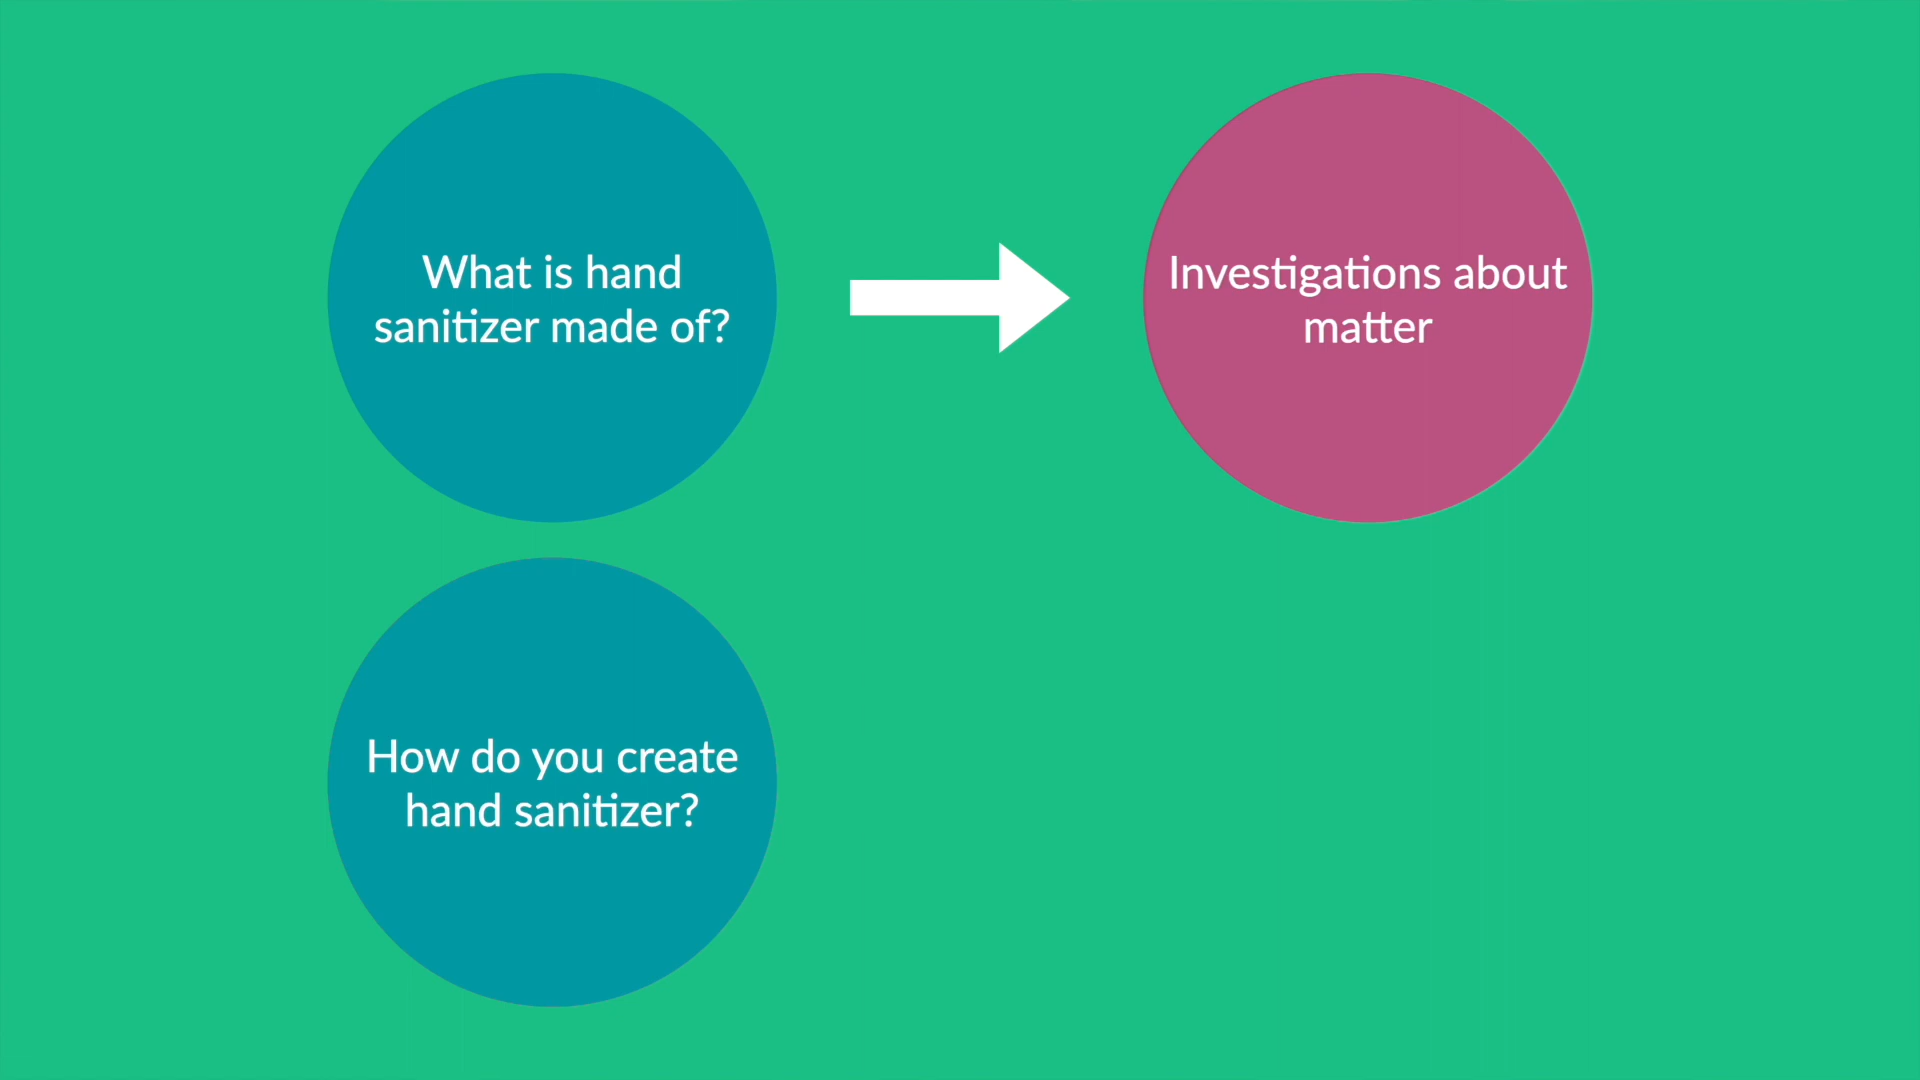 What is hand
sanitizer made of?
Investigations about
matter
How do you create
hand sanitizer?